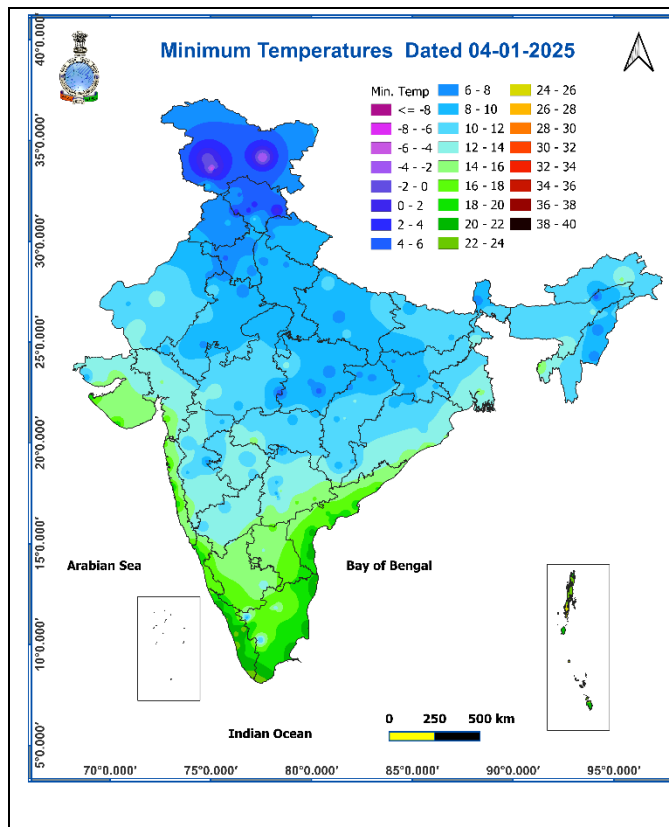 Minimum Temperatures Dated 04-01-2025
Min. Temp
<= -8
-8 - -6
-6 - -4
-4 - -2
-2 - 0
0 - 2
2 - 4
4 - 6
6 - 8
8 - 10
10 - 12
12 - 14
14 - 16
16 - 18
18 - 20
20 - 22
22 - 24
24 - 26
26 - 28
28 - 30
30 - 32
32 - 34
34 - 36
36 - 38
38 - 40
40°0.000'
35°0.000'
30°0.000'
25°0.000'
20°0.000'
15°0.000'
10°0.000'
5°0.000'
Arabian Sea
Bay of Bengal
Indian Ocean
0 250 500 km
70°0.000' 75°0.000' 80°0.000' 85°0.000' 90°0.000' 95°0.000'